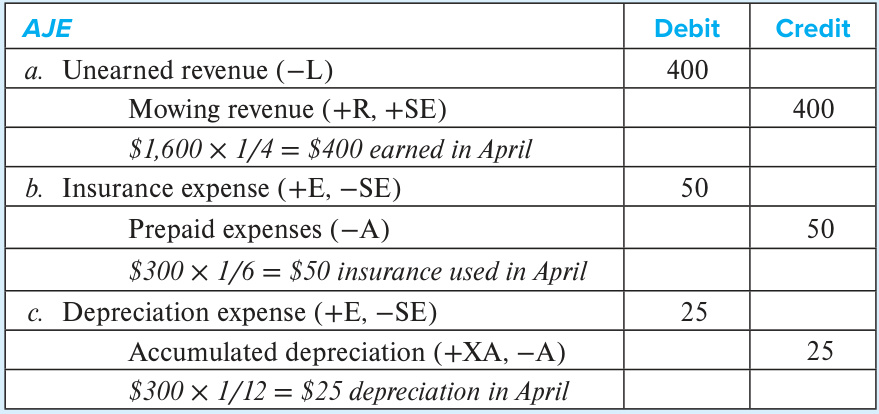 AJE Debit Credit
a. Unearned revenue (−L) 400
Mowing revenue (+R, +SE) 400
$1,600 × 1/4 = $400 earned in April
b. Insurance expense (+E, −SE) 50
Prepaid expenses (−A) 50
$300 × 1/6 = $50 insurance used in April
c. Depreciation expense (+E, −SE) 25
Accumulated depreciation (+XA, −A) 25
$300 × 1/12 = $25 depreciation in April